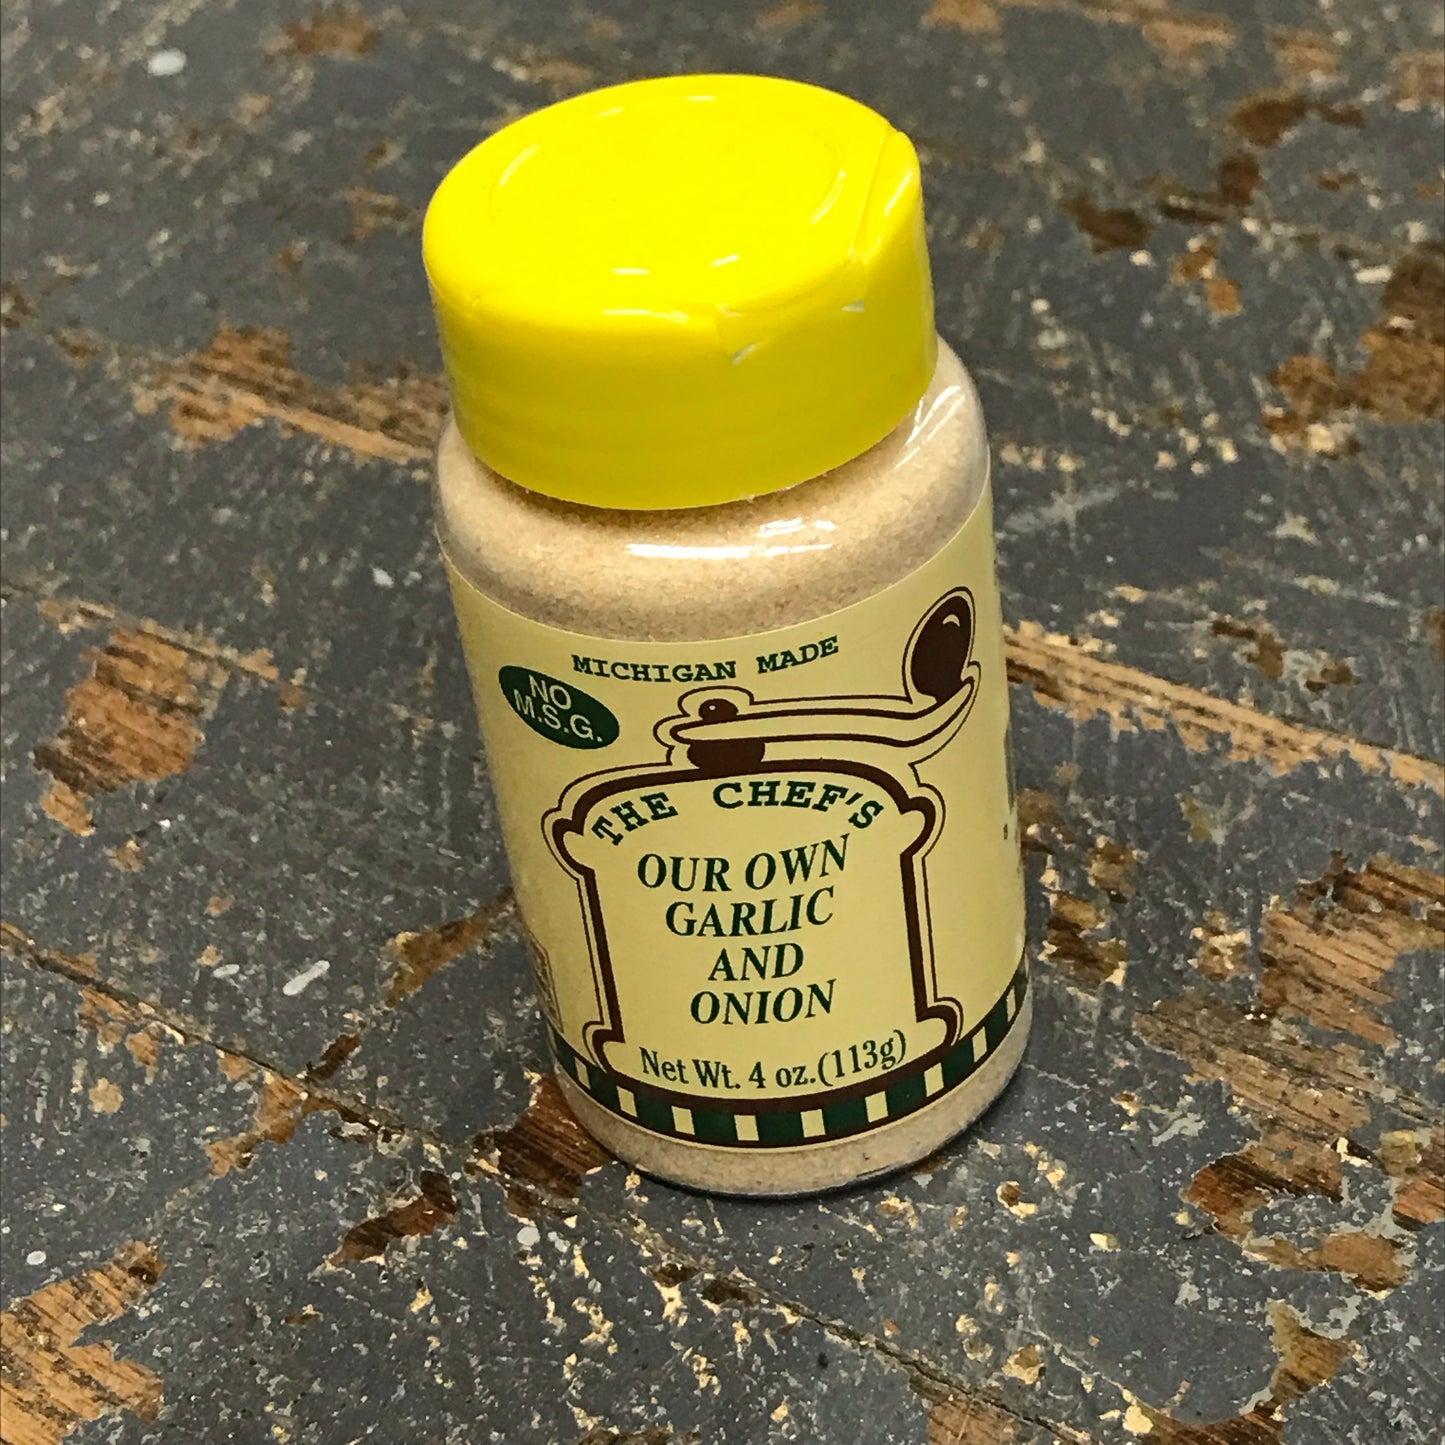 MICHIGAN MADE
NO
M.S.G.
THE CHEF'S
OUR OWN
GARLIC
AND
ONION
Net Wt. 4 oz.(113g)